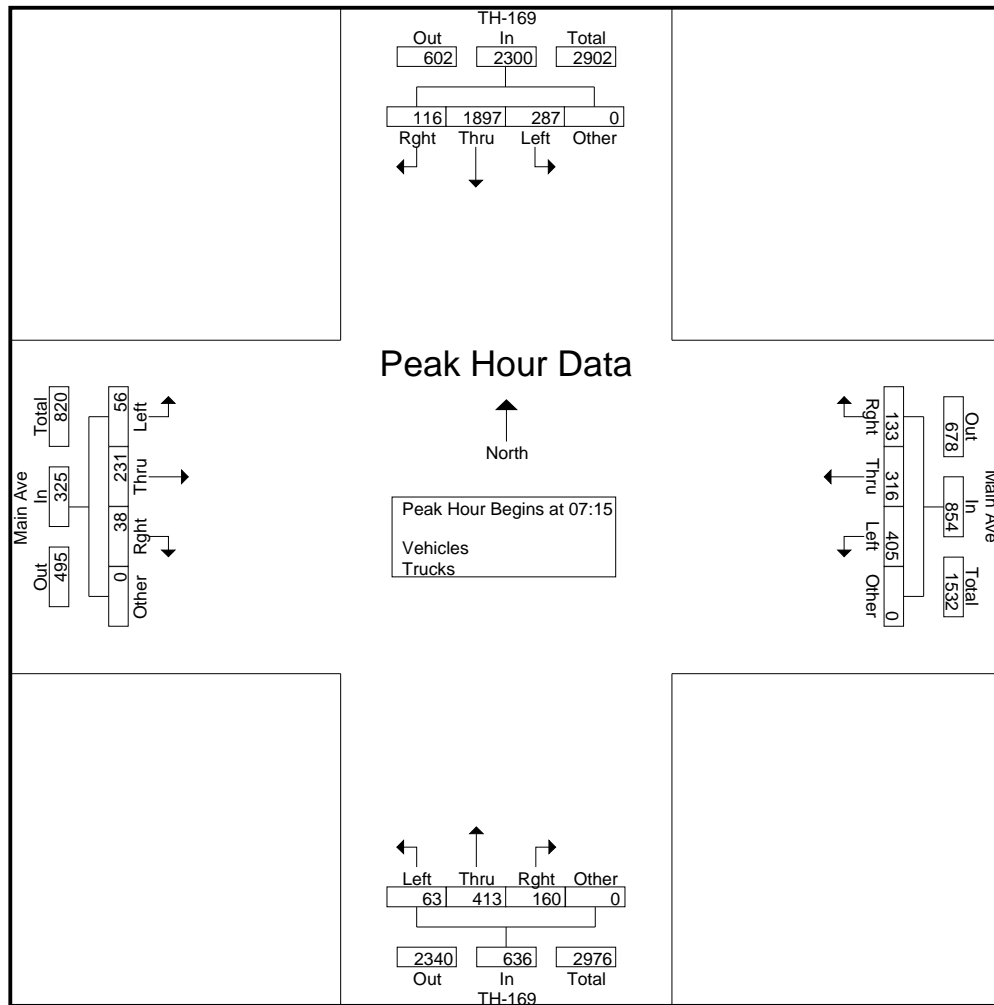 TH-169
Out In Total
602 2300 2902
116 1897 287 0
Rght Thru Left Other
Peak Hour Data
North
Peak Hour Begins at 07:15
Vehicles
Trucks
Main Ave
Out In Total
495 325 820
Other Rght Thru Left
0 38 231 56
Main Ave
Out In Total
678 854 1532
133 316 405 0
Rght Thru Left Other
Left Thru Rght Other
63 413 160 0
2340 636 2976
Out In Total
TH-169